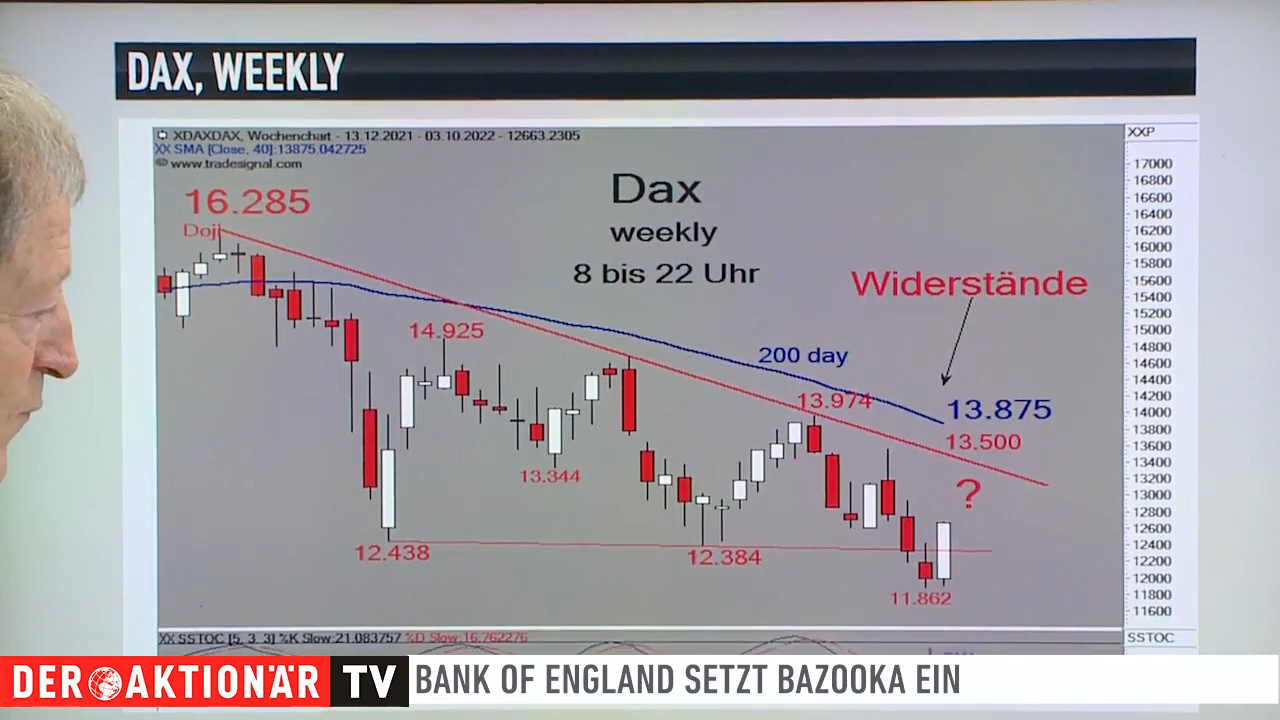 DAX, WEEKLY
XDAXDAX, Wochenchart - 13.12.2021 - 03.10.2022 - 12663.2305
XX SMA [Close, 40]:13875.042725
© www.tradesignal.com
XXP
Dax
weekly
8 bis 22 Uhr
16.285
Doji
Widerstände
14.925
200 day
13.974
13.875
13.500
13.344
?
12.438
12.384
11.862
17000
16800
16600
16400
16200
16000
15800
15600
15400
15200
15000
14800
14600
14400
14200
14000
13800
13600
13400
13200
13000
12800
12600
12400
12200
12000
11800
11600
XX SSTOC [5, 3, 3] %K Slow:21.083757 %D Slow:16.762276
SSTOC
DER AKTIONÄR TV
BANK OF ENGLAND SETZT BAZOOKA EIN